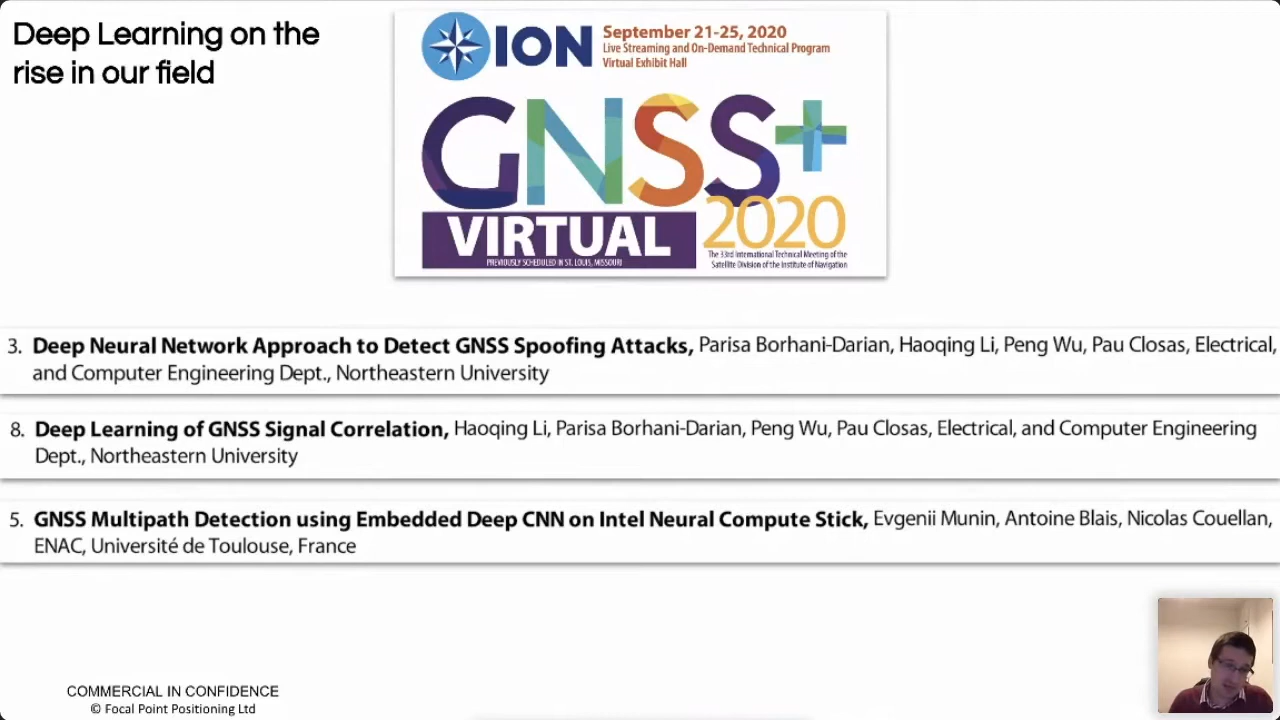 Deep Learning on the
rise in our field
ION
September 21-25, 2020
Live Streaming and On-Demand Technical Program
Virtual Exhibit Hall
GNSS+
VIRTUAL
2020
PREVIOUSLY SCHEDULED IN ST. LOUIS, MISSOURI
The 33rd International Technical Meeting of the
Satellite Division of the Institute of Navigation
3. Deep Neural Network Approach to Detect GNSS Spoofing Attacks, Parisa Borhani-Darian, Haoqing Li, Peng Wu, Pau Closas, Electrical,
and Computer Engineering Dept., Northeastern University
8. Deep Learning of GNSS Signal Correlation, Haoqing Li, Parisa Borhani-Darian, Peng Wu, Pau Closas, Electrical, and Computer Engineering
Dept., Northeastern University
5. GNSS Multipath Detection using Embedded Deep CNN on Intel Neural Compute Stick, Evgenii Munin, Antoine Blais, Nicolas Couellan,
ENAC, Université de Toulouse, France
COMMERCIAL IN CONFIDENCE
© Focal Point Positioning Ltd